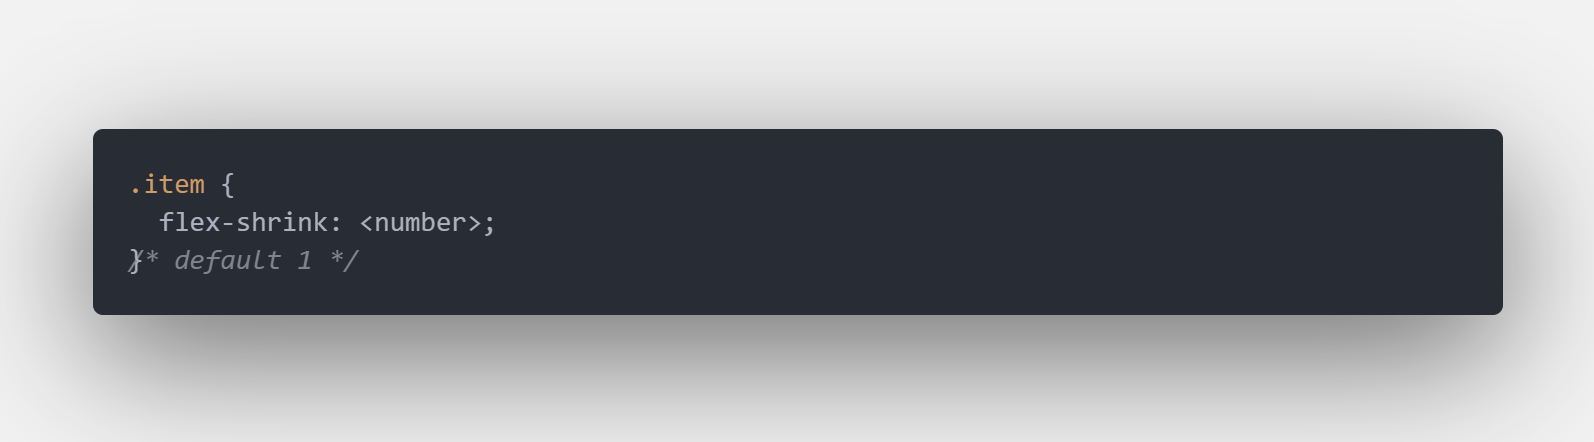 .item {
  flex-shrink: <number>;
}/* default 1 */